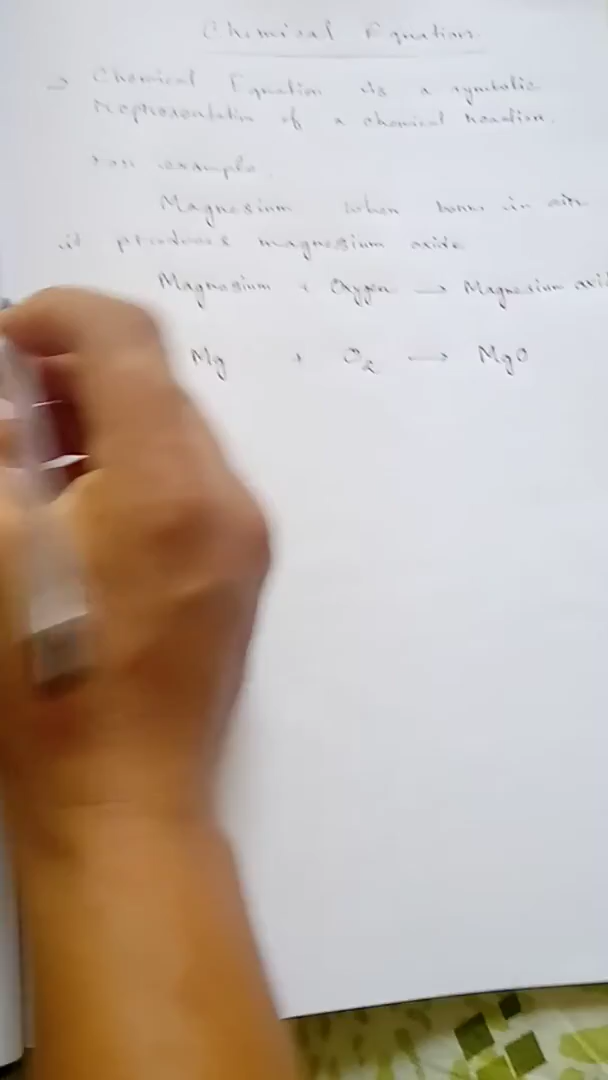 Chemical Equation
→ Chemical Equation is a symbolic
representation of a chemical reaction.
For example.
Magnesium when burns in air
it produces magnesium oxide
Magnesium + Oxygen → Magnesium oxid
Mg + O2 → MgO